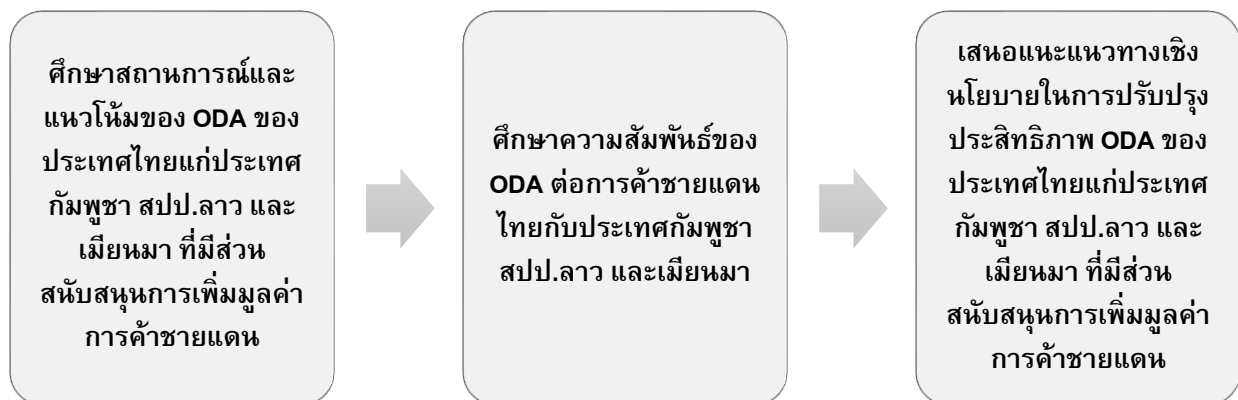 ศึกษาสถานการณ์และ
แนวโน้มของ ODA ของ
ประเทศไทยแก่ประเทศ
กัมพูชา สปป.ลาว และ
เมียนมา ที่มีส่วน
สนับสนุนการเพิ่มมูลค่า
การค้าชายแดน
ศึกษาความสัมพันธ์ของ
ODA ต่อการค้าชายแดน
ไทยกับประเทศกัมพูชา
สปป.ลาว และเมียนมา
เสนอแนะแนวทางเชิง
นโยบายในการปรับปรุง
ประสิทธิภาพ ODA ของ
ประเทศไทยแก่ประเทศ
กัมพูชา สปป.ลาว และ
เมียนมา ที่มีส่วน
สนับสนุนการเพิ่มมูลค่า
การค้าชายแดน